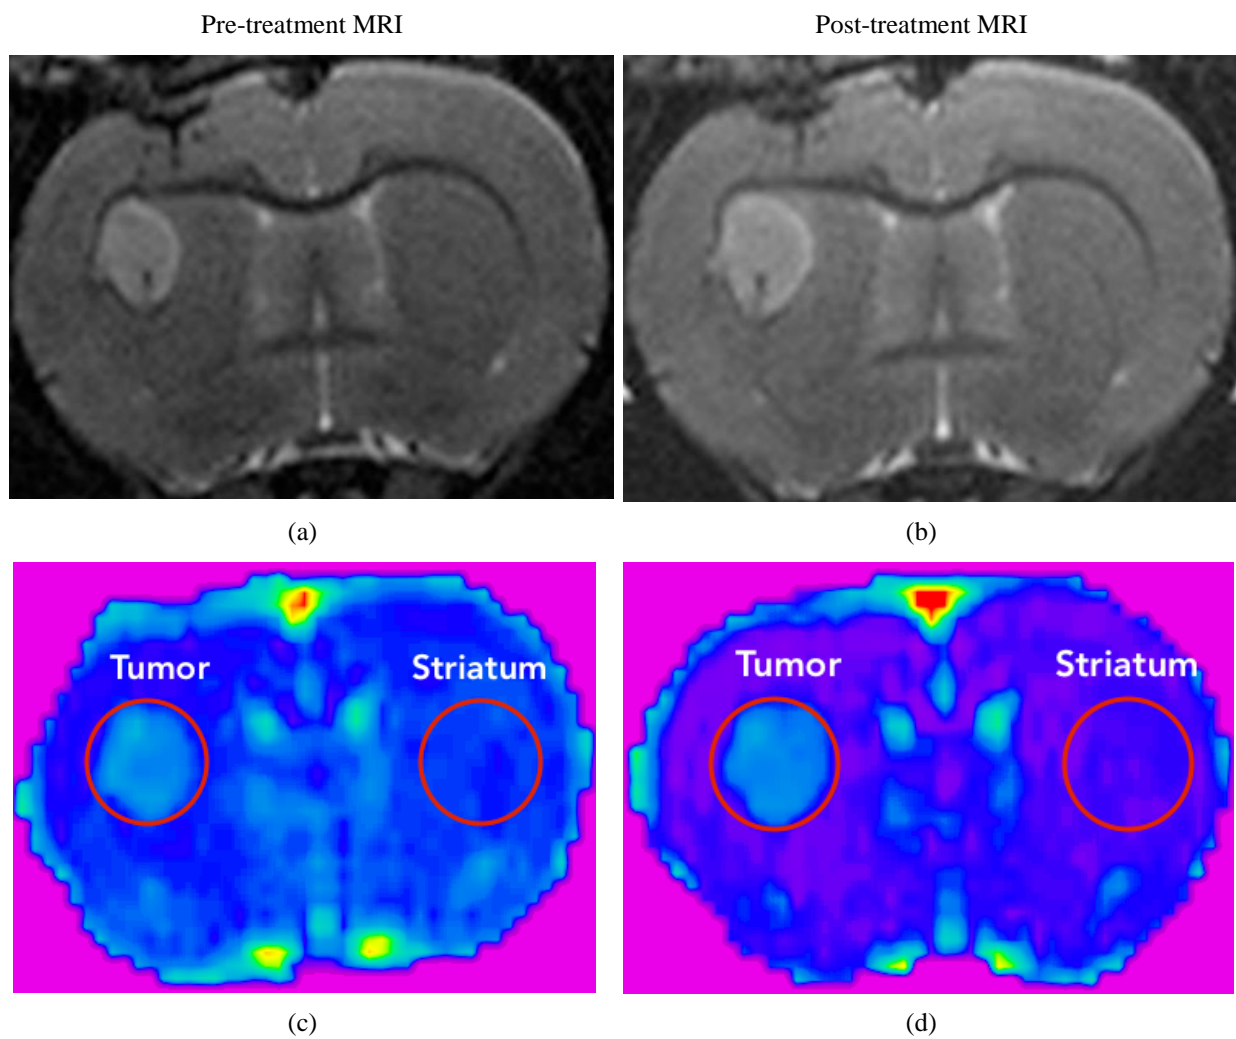 Pre-treatment MRI
Post-treatment MRI
(a)
(b)
Tumor
Striatum
Tumor
Striatum
(c)
(d)